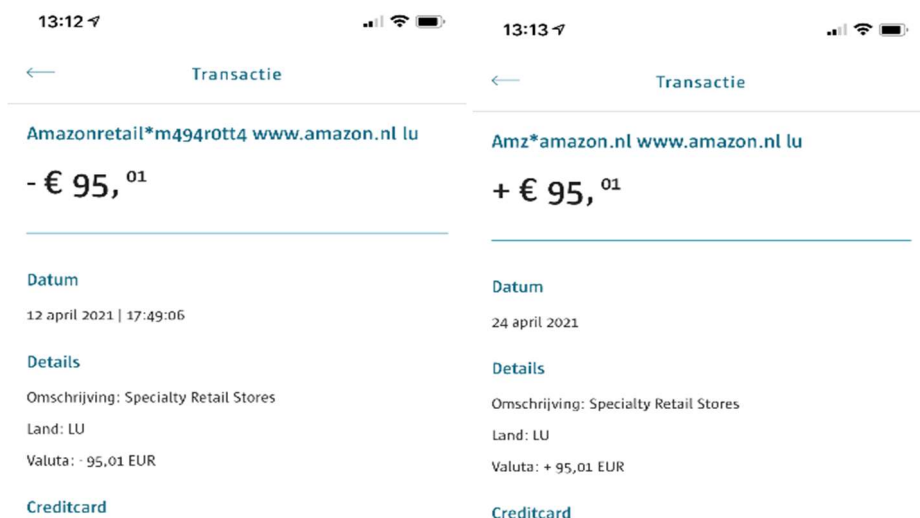 13:12
Transactie
Amazonretail*m494r0tt4 www.amazon.nl lu
- € 95,01
Datum
12 april 2021 | 17:49:06
Details
Omschrijving: Specialty Retail Stores
Land: LU
Valuta: - 95,01 EUR
Creditcard
13:13
Transactie
Amz*amazon.nl www.amazon.nl lu
+ € 95,01
Datum
24 april 2021
Details
Omschrijving: Specialty Retail Stores
Land: LU
Valuta: + 95,01 EUR
Creditcard